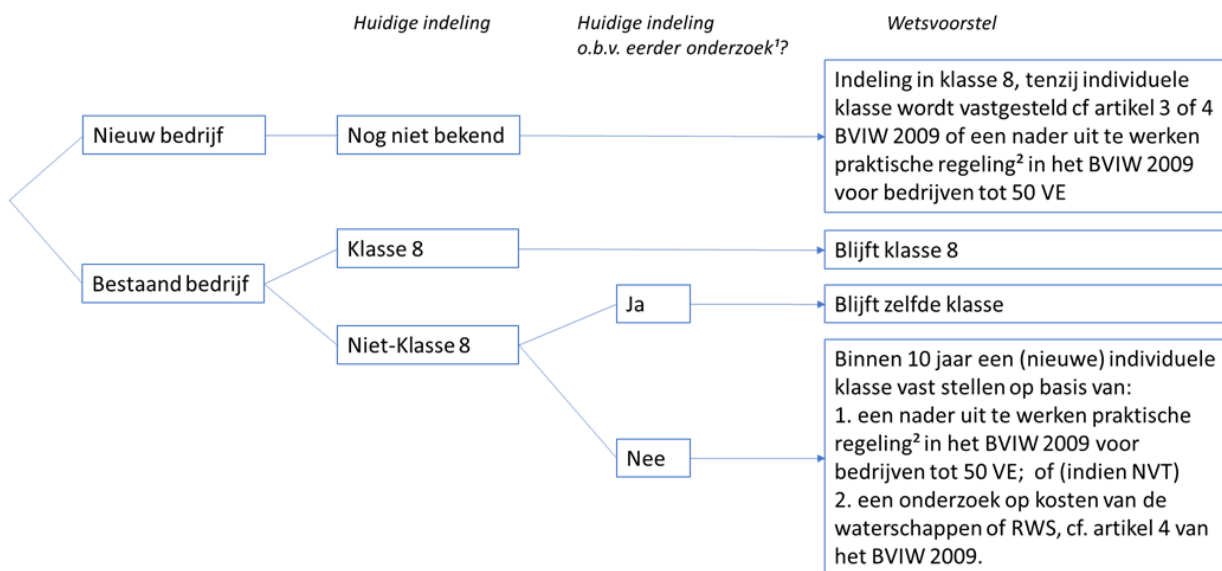 Huidige indeling
Huidige indeling
o.b.v. eerder onderzoek¹?
Wetsvoorstel
Nieuw bedrijf
Nog niet bekend
Indeling in klasse 8, tenzij individuele
klasse wordt vastgesteld cf artikel 3 of 4
BVIW 2009 of een nader uit te werken
praktische regeling² in het BVIW 2009
voor bedrijven tot 50 VE
Bestaand bedrijf
Klasse 8
Blijft klasse 8
Niet-Klasse 8
Ja
Blijft zelfde klasse
Nee
Binnen 10 jaar een (nieuwe) individuele
klasse vast stellen op basis van:
1. een nader uit te werken praktische
regeling² in het BVIW 2009 voor
bedrijven tot 50 VE; of (indien NVT)
2. een onderzoek op kosten van de
waterschappen of RWS, cf. artikel 4 van
het BVIW 2009.